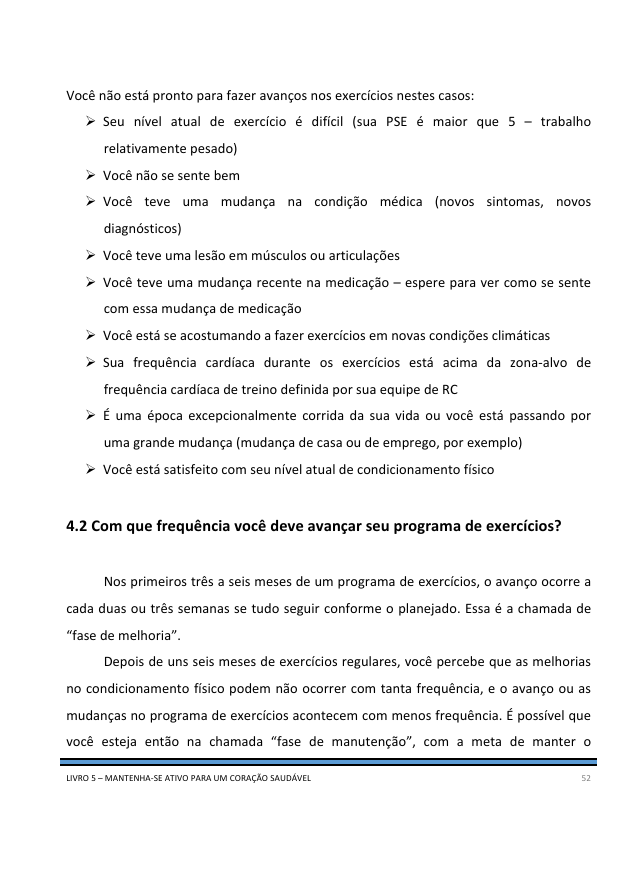 Você não está pronto para fazer avanços nos exercícios nestes casos:
➢ Seu nível atual de exercício é difícil (sua PSE é maior que 5 – trabalho
relativamente pesado)
➢ Você não se sente bem
➢ Você teve uma mudança na condição médica (novos sintomas, novos
diagnósticos)
➢ Você teve uma lesão em músculos ou articulações
➢ Você teve uma mudança recente na medicação – espere para ver como se sente
com essa mudança de medicação
➢ Você está se acostumando a fazer exercícios em novas condições climáticas
➢ Sua frequência cardíaca durante os exercícios está acima da zona-alvo de
frequência cardíaca de treino definida por sua equipe de RC
➢ É uma época excepcionalmente corrida da sua vida ou você está passando por
uma grande mudança (mudança de casa ou de emprego, por exemplo)
➢ Você está satisfeito com seu nível atual de condicionamento físico
4.2 Com que frequência você deve avançar seu programa de exercícios?
Nos primeiros três a seis meses de um programa de exercícios, o avanço ocorre a
cada duas ou três semanas se tudo seguir conforme o planejado. Essa é a chamada de
“fase de melhoria”.
Depois de uns seis meses de exercícios regulares, você percebe que as melhorias
no condicionamento físico podem não ocorrer com tanta frequência, e o avanço ou as
mudanças no programa de exercícios acontecem com menos frequência. É possível que
você esteja então na chamada “fase de manutenção”, com a meta de manter o
LIVRO 5 – MANTENHA-SE ATIVO PARA UM CORAÇÃO SAUDÁVEL 52